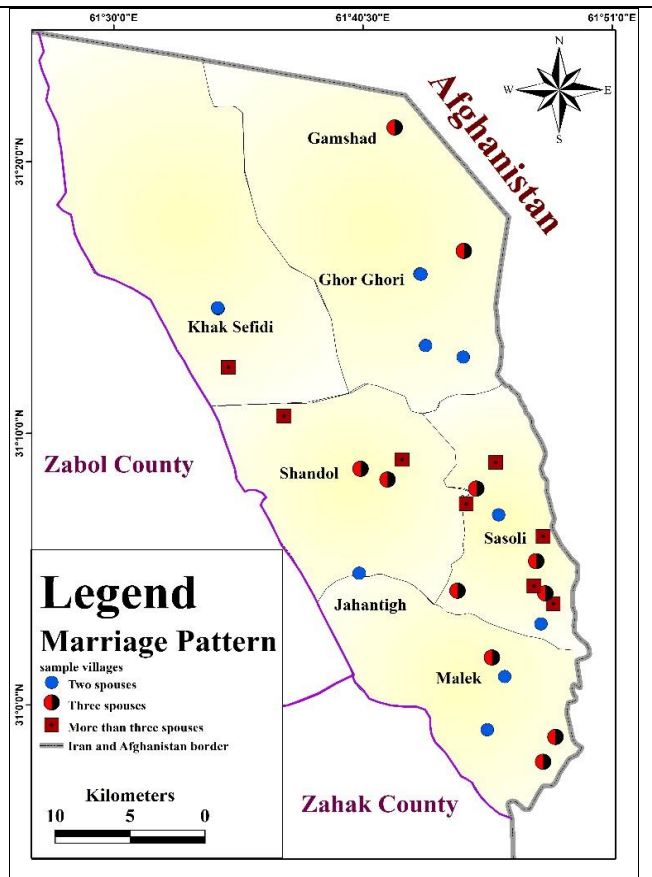 61°30'0"E 61°40'30"E 61°51'0"E
N
W E
S
Afghanistan
Gamshad
31°20'0"N
Ghor Ghori
Khak Sefidi
31°10'0"N
Zabol County
Shandol
Sasoli
Jahantigh
Malek
31°0'0"N
Zahak County
Legend
Marriage Pattern
sample villages
Two spouses
Three spouses
More than three spouses
Iran and Afghanistan border
Kilometers
10 5 0